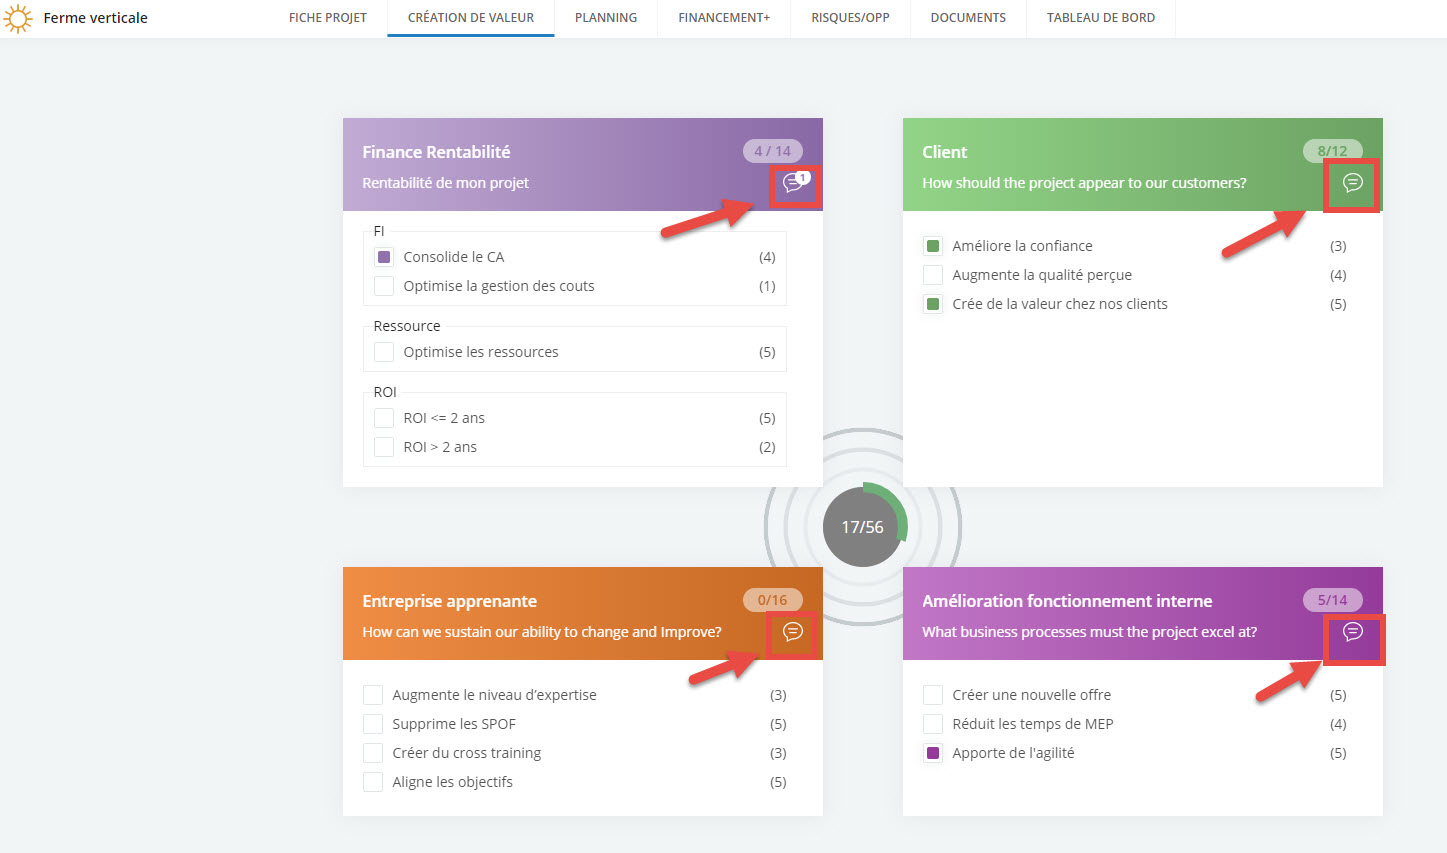 Ferme verticale
FICHE PROJET
CRÉATION DE VALEUR
PLANNING
FINANCEMENT+
RISQUES/OPP
DOCUMENTS
TABLEAU DE BORD
Finance Rentabilité
4 / 14
Rentabilité de mon projet
1
FI
Consolide le CA (4)
Optimise la gestion des couts (1)
Ressource
Optimise les ressources (5)
ROI
ROI <= 2 ans (5)
ROI > 2 ans (2)
Client
8/12
How should the project appear to our customers?
Améliore la confiance (3)
Augmente la qualité perçue (4)
Crée de la valeur chez nos clients (5)
17/56
Entreprise apprenante
0/16
How can we sustain our ability to change and Improve?
Augmente le niveau d'expertise (3)
Supprime les SPOF (5)
Créer du cross training (3)
Aligne les objectifs (5)
Amélioration fonctionnement interne
5/14
What business processes must the project excel at?
Créer une nouvelle offre (5)
Réduit les temps de MEP (4)
Apporte de l'agilité (5)